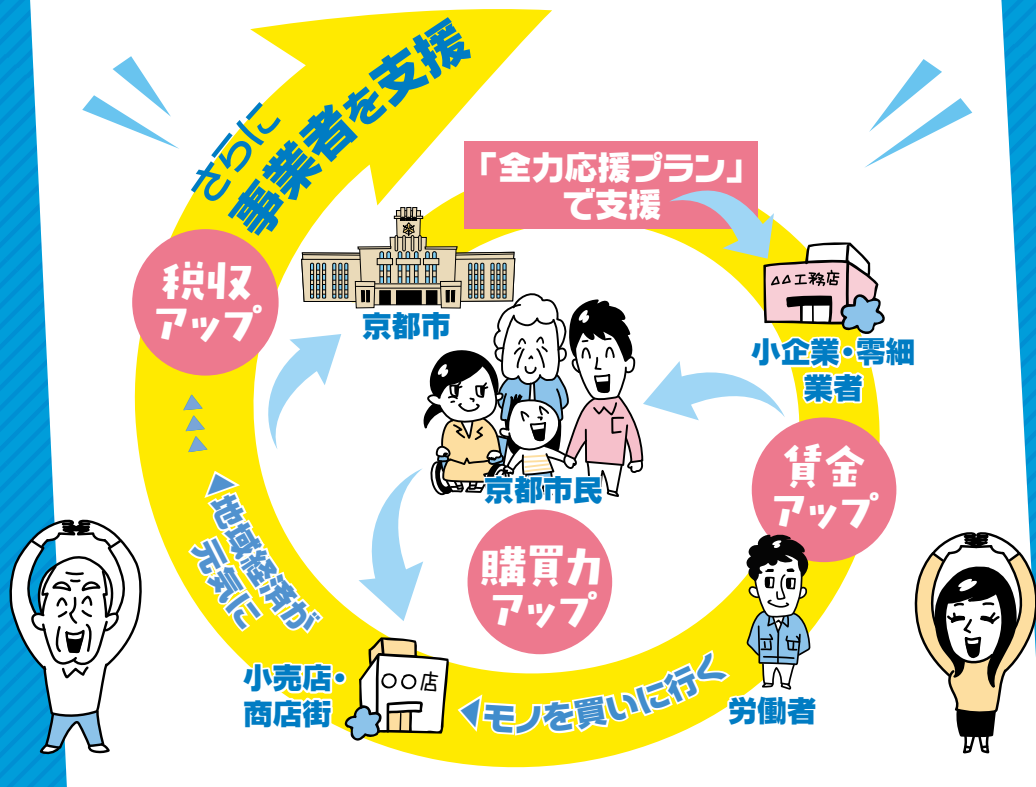 さらに
事業者を支援
「全力応援プラン」
で支援
税収
アップ
京都市
△△工務店
小企業・零細
業者
賃金
アップ
京都市民
購買力
アップ
地域経済が
元気に
小売店・
商店街
○○店
モノを買いに行く
労働者